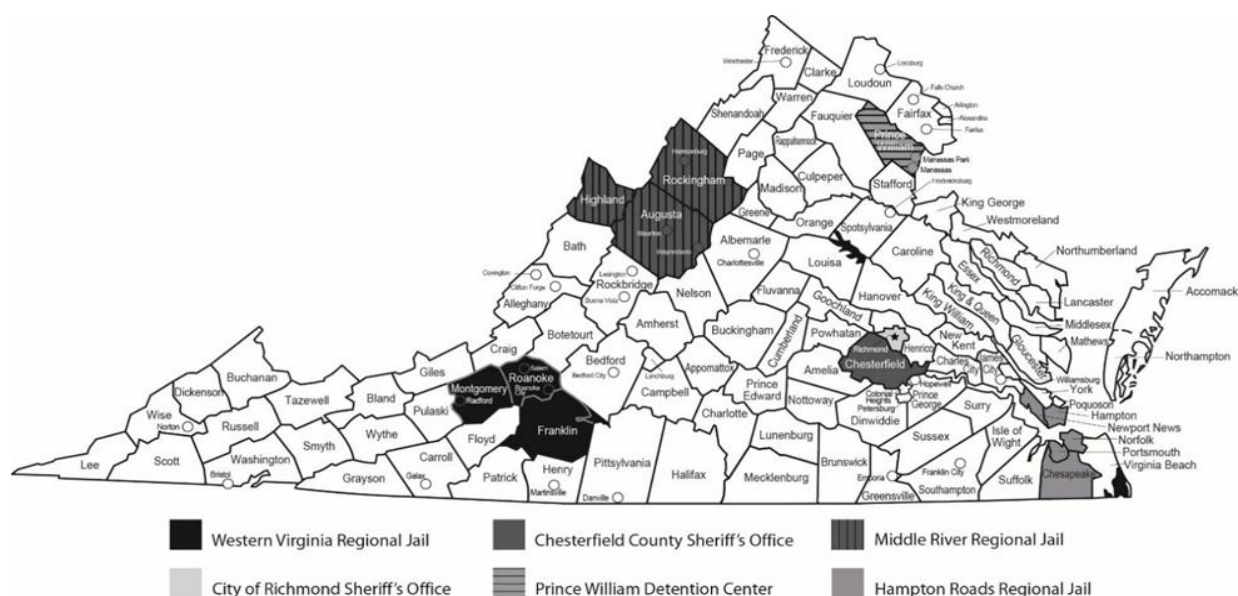 Frederick
Winchester
Clarke
Loudoun
Leesburg
Falls Church
Arlington
Alexandria
Fairfax
Fairfax
Warren
Shenandoah
Fauquier
Prince
William
Manassas Park
Manassas
Rappahannock
Page
Harrisonburg
Rockingham
Highland
Augusta
Staunton
Waynesboro
Culpeper
Madison
Stafford
Fredericksburg
King George
Westmoreland
Greene
Orange
Spotsylvania
Caroline
Northumberland
Richmond
Essex
Bath
Albemarle
Charlottesville
Louisa
Lancaster
Accomack
Covington
Clifton Forge
Alleghany
Lexington
Rockbridge
Buena Vista
Nelson
Fluvanna
Goochland
Hanover
King William
King & Queen
Middlesex
Mathews
Gloucester
Northampton
Botetourt
Amherst
Buckingham
Cumberland
Powhatan
Richmond
Henrico
New
Kent
Chesterfield
Charles
City
James
City
Craig
Bedford
Bedford City
Lynchburg
Appomattox
Campbell
Prince
Edward
Amelia
Nottoway
Hopewell
Colonial
Heights
Petersburg
Prince
George
Dinwiddie
Williamsburg
York
Poquoson
Hampton
Newport News
Norfolk
Portsmouth
Virginia Beach
Chesapeake
Surry
Isle of
Wight
Sussex
Giles
Montgomery
Radford
Roanoke
Salem
Roanoke
City
Franklin
Buchanan
Dickenson
Tazewell
Bland
Pulaski
Wise
Norton
Russell
Wythe
Smyth
Floyd
Charlotte
Lunenburg
Lee
Scott
Washington
Bristol
Grayson
Carroll
Galax
Patrick
Henry
Martinsville
Pittsylvania
Danville
Halifax
Mecklenburg
Brunswick
Emporia
Greensville
Franklin City
Southampton
Suffolk
Western Virginia Regional Jail
Chesterfield County Sheriff's Office
Middle River Regional Jail
City of Richmond Sheriff's Office
Prince William Detention Center
Hampton Roads Regional Jail